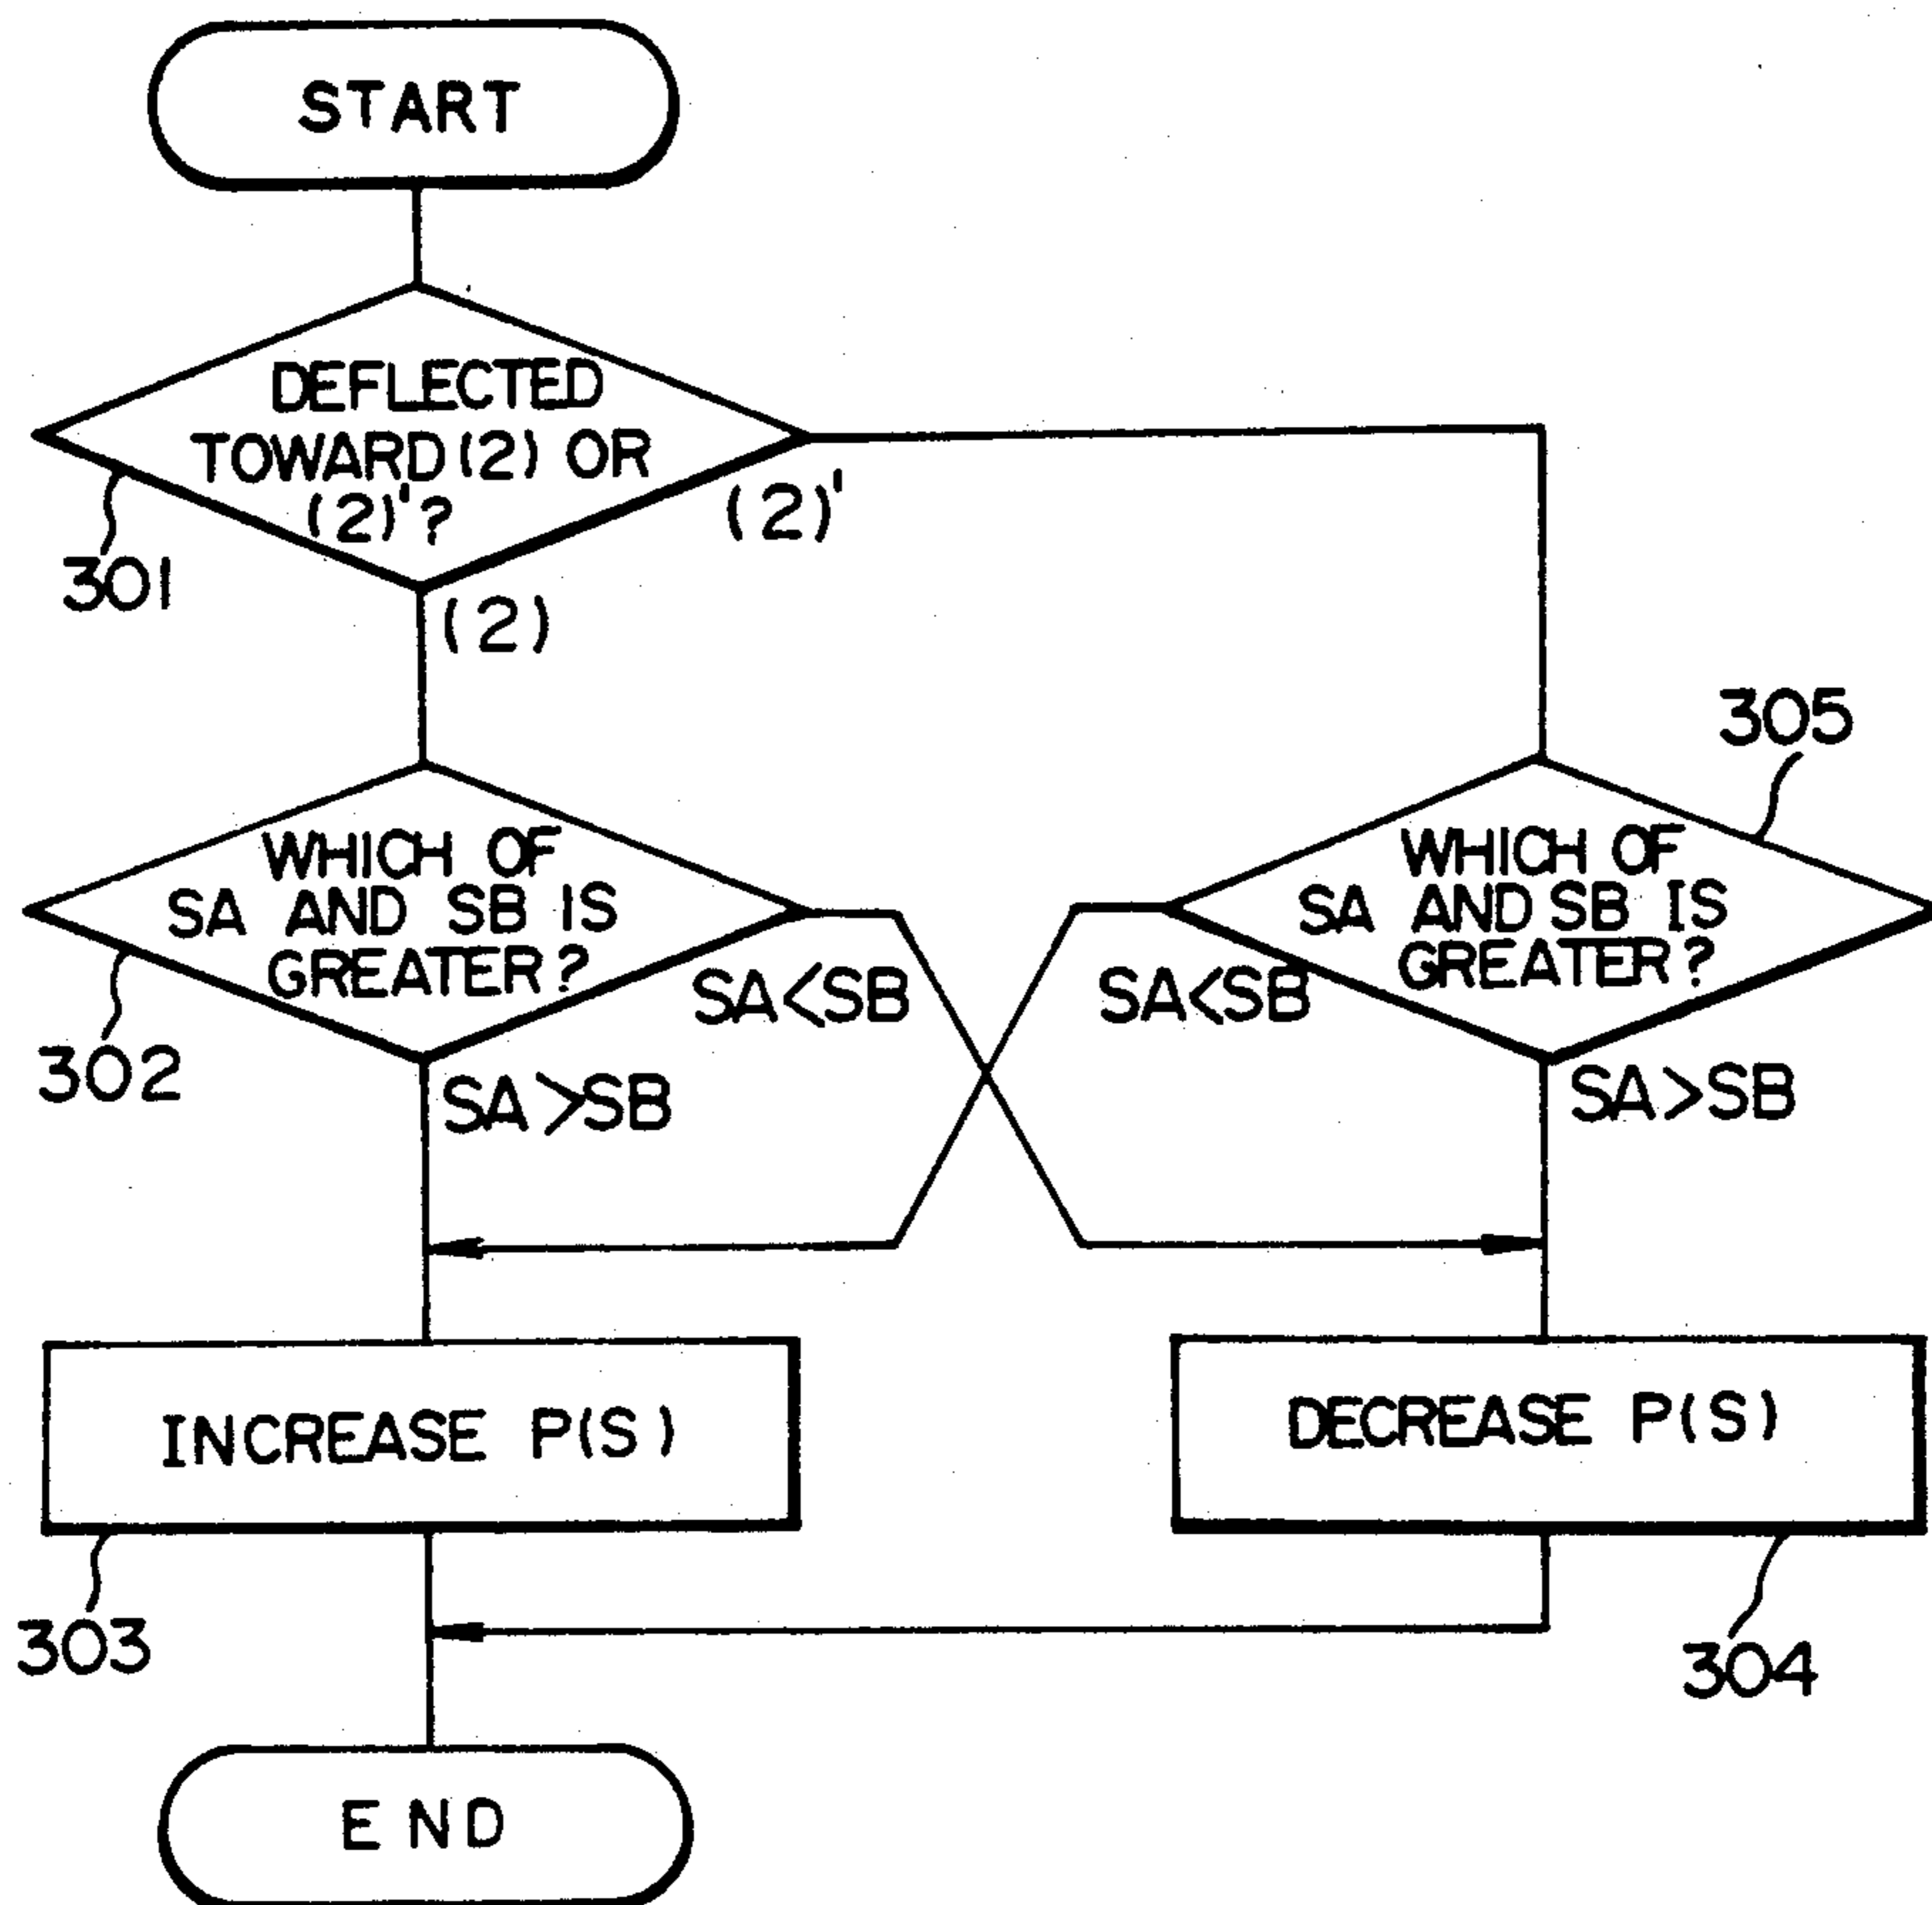 START
DEFLECTED
TOWARD (2) OR
(2)'?
(2)'
301
(2)
305
WHICH OF
SA AND SB IS
GREATER?
SA<SB
302
SA>SB
WHICH OF
SA AND SB IS
GREATER?
SA<SB
SA>SB
INCREASE P(S)
303
DECREASE P(S)
304
END